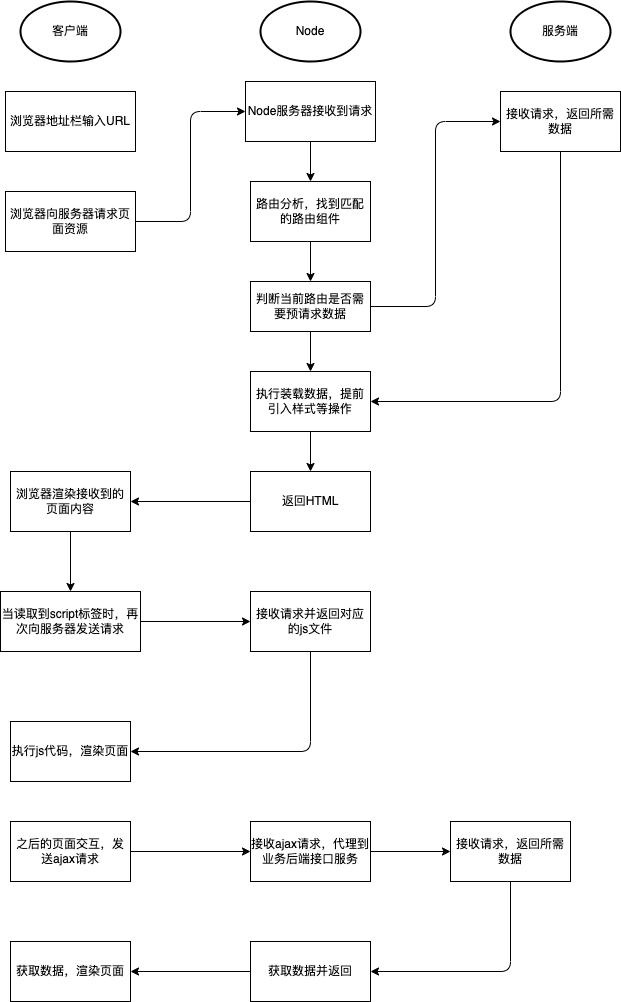 客户端
Node
服务端
浏览器地址栏输入URL
Node服务器接收到请求
接收请求，返回所需
数据
浏览器向服务器请求页
面资源
路由分析，找到匹配
的路由组件
判断当前路由是否需
要预请求数据
执行装载数据，提前
引入样式等操作
浏览器渲染接收到的
页面内容
返回HTML
当读取到script标签时，再
次向服务器发送请求
接收请求并返回对应
的js文件
执行js代码，渲染页面
之后的页面交互，发
送ajax请求
接收ajax请求，代理到
业务后端接口服务
接收请求，返回所需
数据
获取数据，渲染页面
获取数据并返回